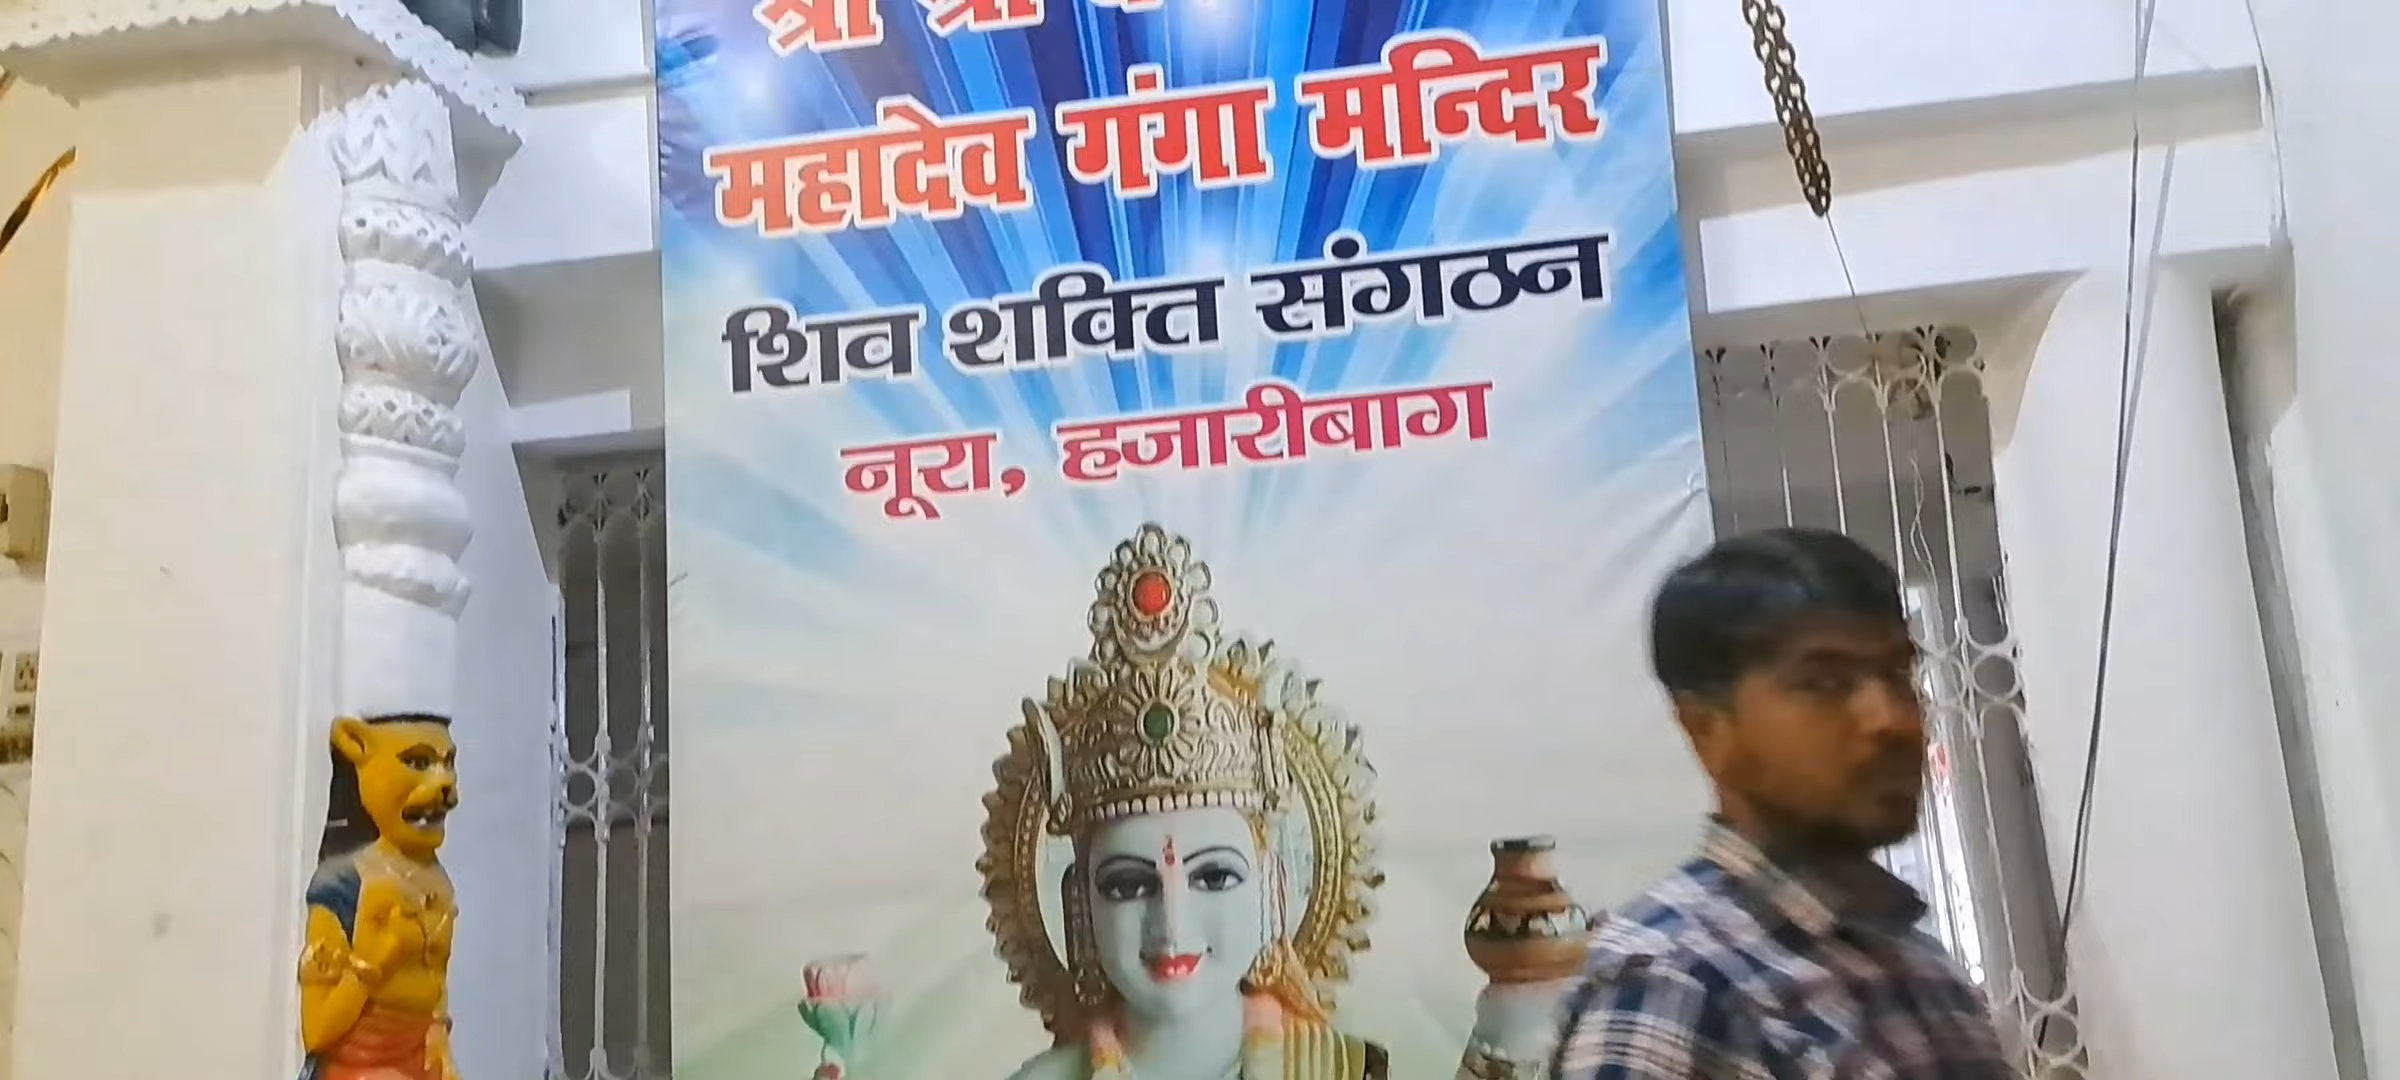 श्री श्री
महादेव गंगा मन्दिर
शिव शक्ति संगठन
नूरा, हजारीबाग